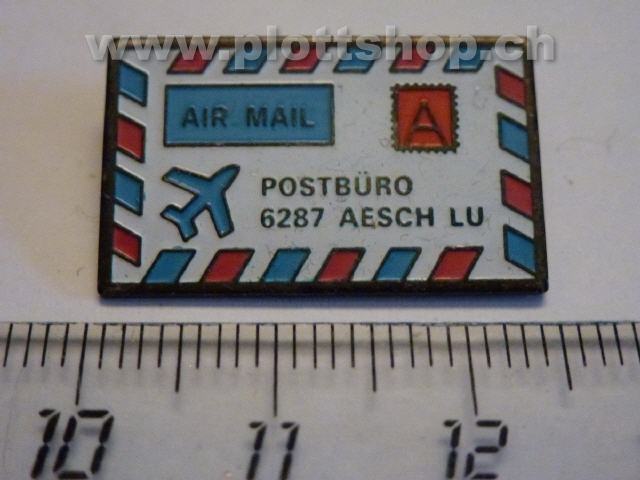 www.plottshop.ch
AIR MAIL
A
POSTBÜRO
6287 AESCH LU
10 11 12